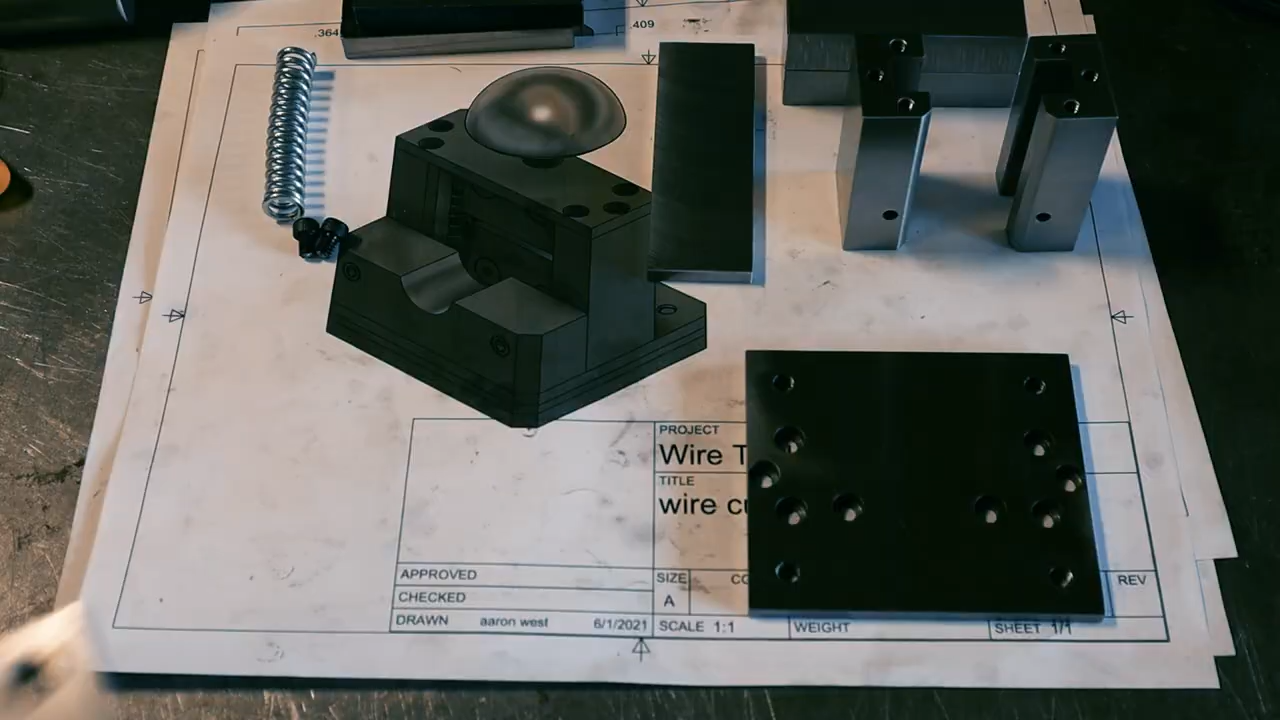 .364
.409
PROJECT
Wire
TITLE
wire
APPROVED
CHECKED
DRAWN aaron west 6/1/2021
SIZE
A
REV
SCALE 1:1
WEIGHT
SHEET 1/1